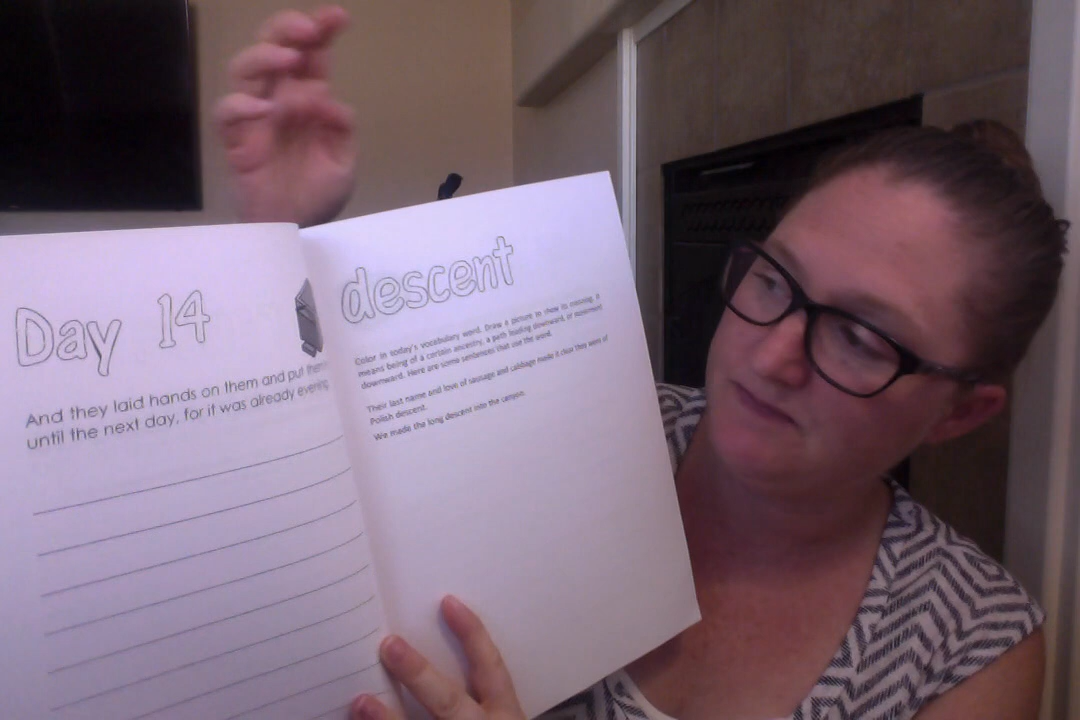 Day 14
And they laid hands on them and put them
until the next day, for it was already evening
descent
Color in today's vocabulary word. Draw a picture to show its meaning. It
means being of a certain ancestry, a path leading downward, or movement
downward. Here are some sentences that use the word.
Their last name and love of sausage and cabbage made it clear they were of
Polish descent.
We made the long descent into the canyon.